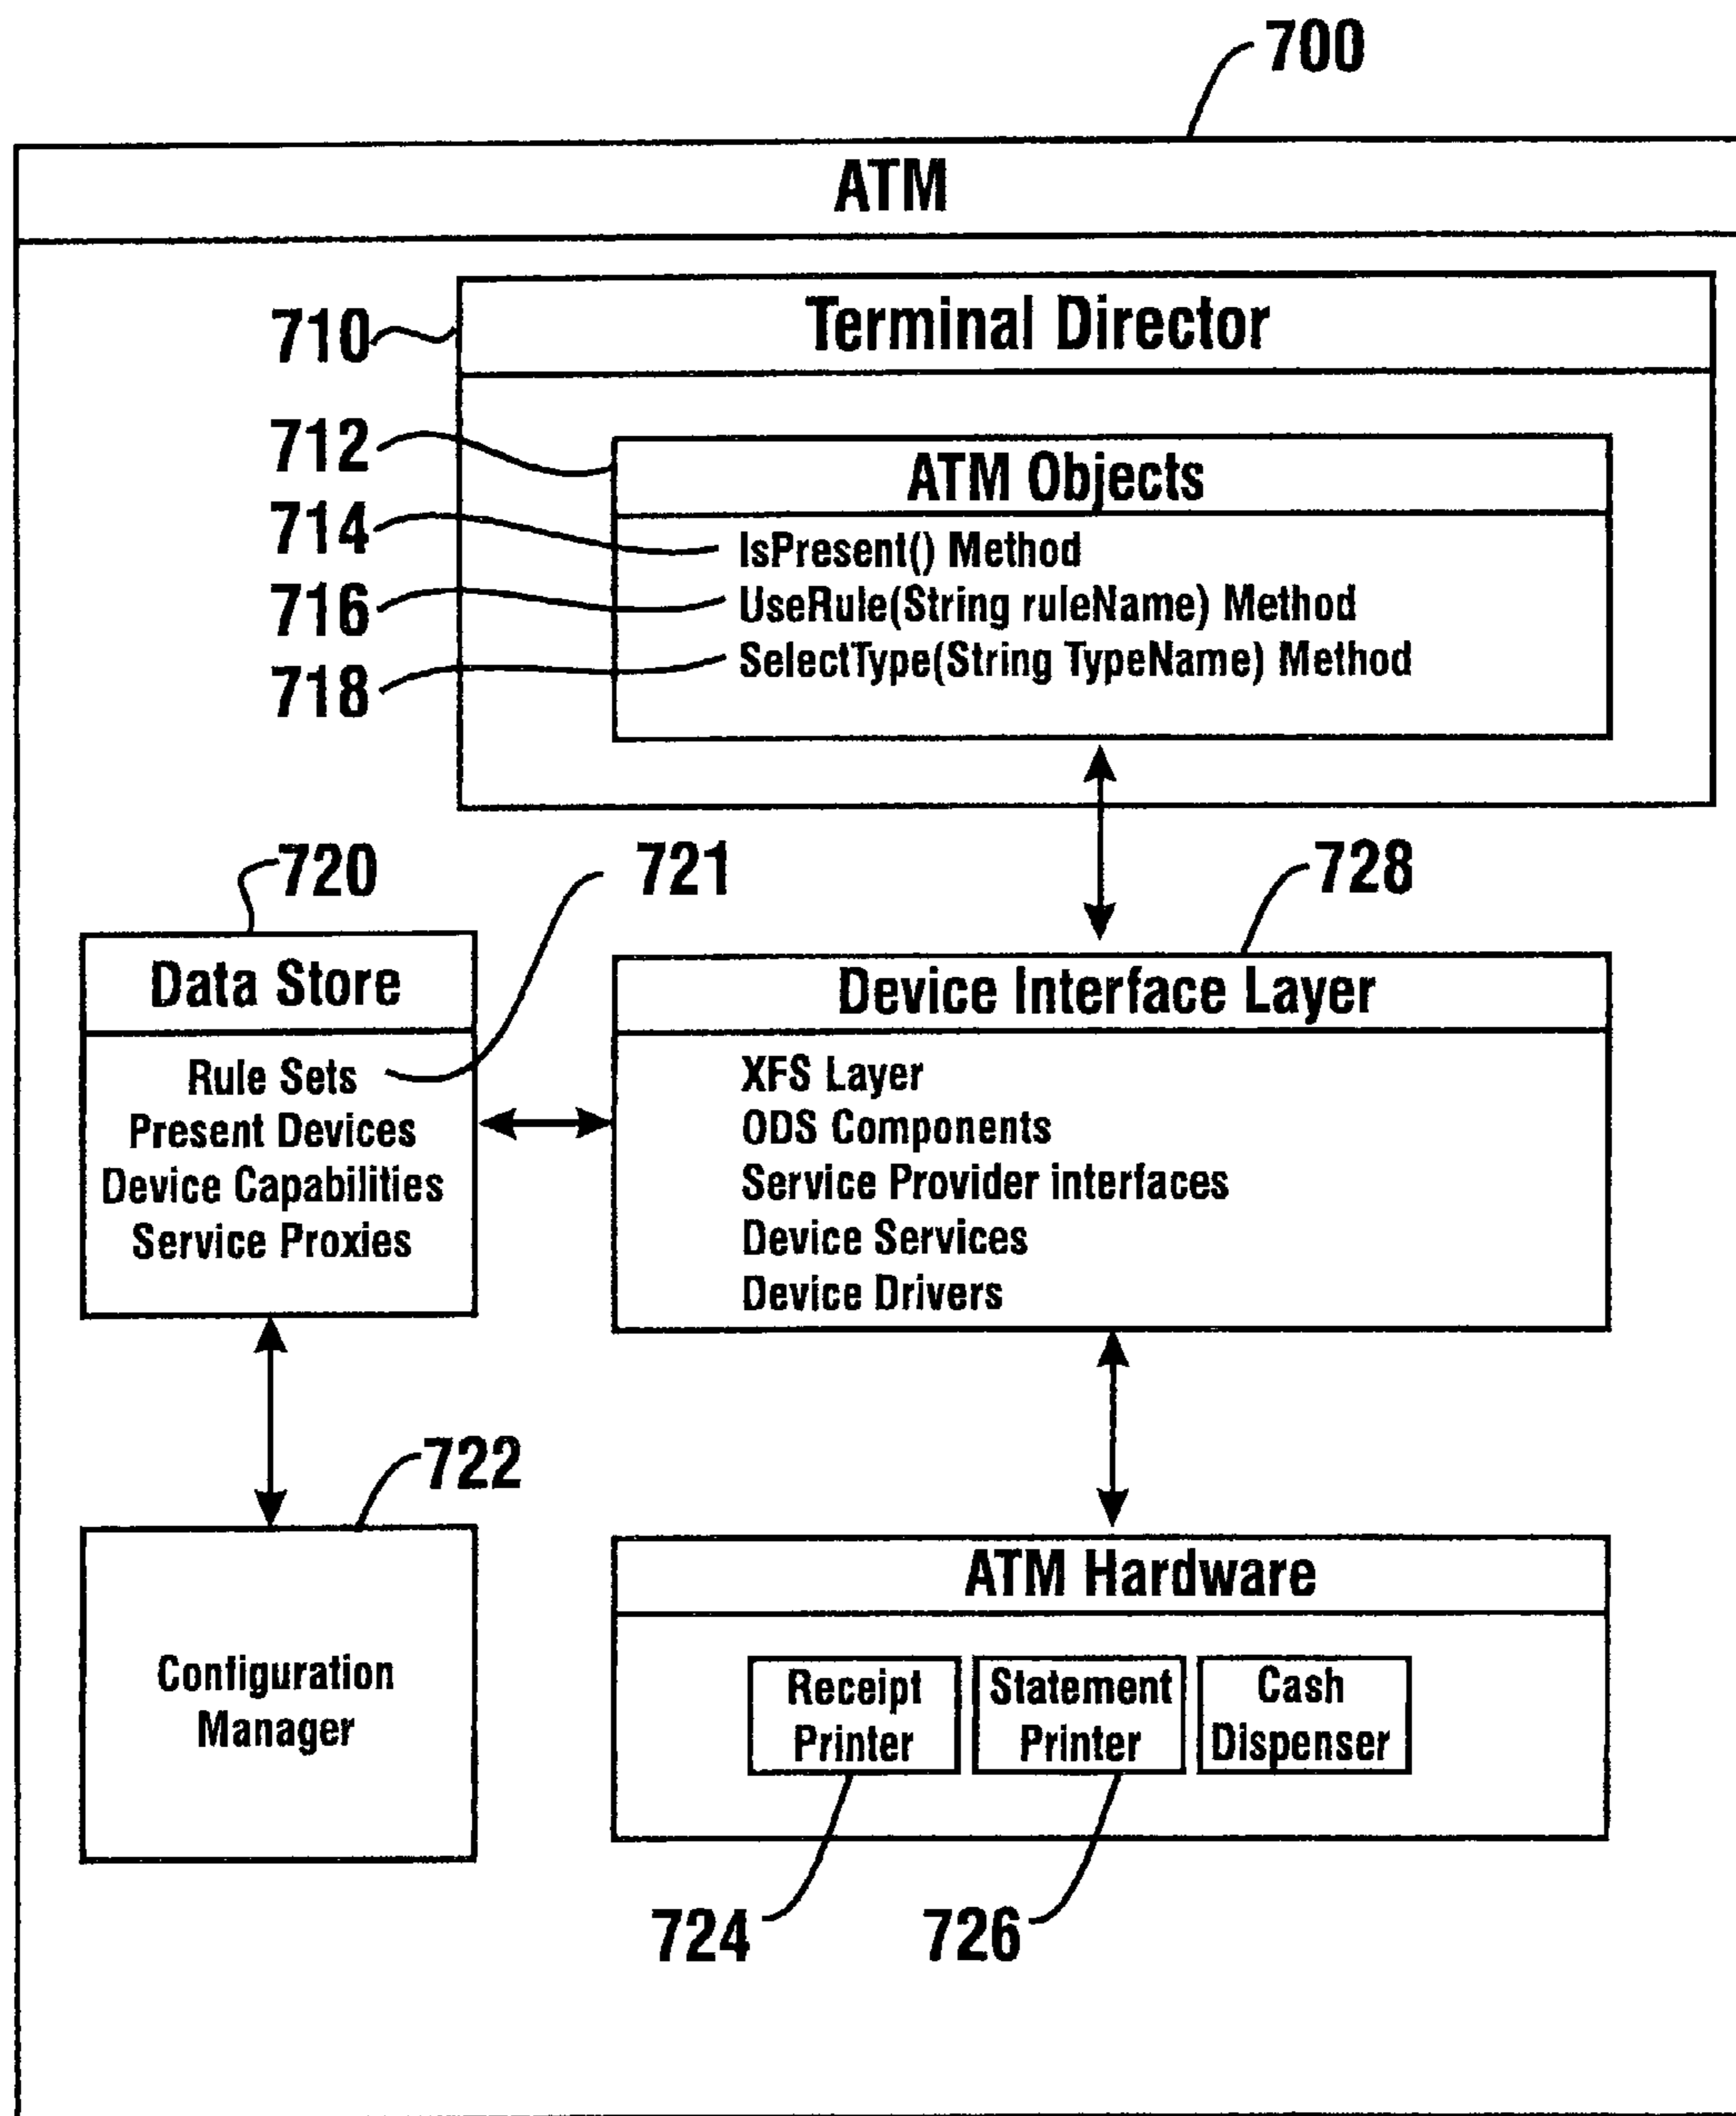 700
ATM
710
Terminal Director
712
ATM Objects
714
IsPresent() Method
716
UseRule(String ruleName) Method
718
SelectType(String TypeName) Method
720
721
728
Data Store
Rule Sets
Present Devices
Device Capabilities
Service Proxies
Device Interface Layer
XFS Layer
ODS Components
Service Provider interfaces
Device Services
Device Drivers
722
Configuration
Manager
ATM Hardware
Receipt
Printer
Statement
Printer
Cash
Dispenser
724
726